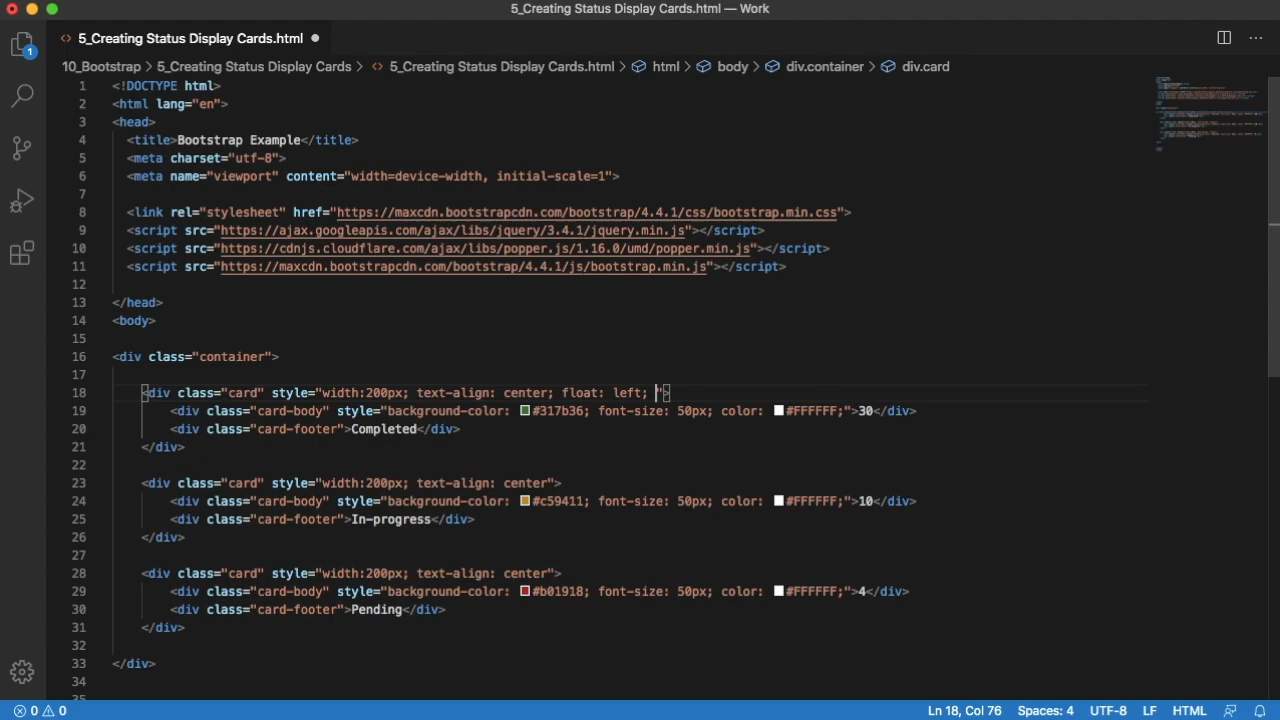 5_Creating Status Display Cards.html — Work
<> 5_Creating Status Display Cards.html ●
1
10_Bootstrap > 5_Creating Status Display Cards > <> 5_Creating Status Display Cards.html > html > body > div.container > div.card
1 <!DOCTYPE html>
2 <html lang="en">
3 <head>
4 <title>Bootstrap Example</title>
5 <meta charset="utf-8">
6 <meta name="viewport" content="width=device-width, initial-scale=1">
7
8 <link rel="stylesheet" href="https://maxcdn.bootstrapcdn.com/bootstrap/4.4.1/css/bootstrap.min.css">
9 <script src="https://ajax.googleapis.com/ajax/libs/jquery/3.4.1/jquery.min.js"></script>
10 <script src="https://cdnjs.cloudflare.com/ajax/libs/popper.js/1.16.0/umd/popper.min.js"></script>
11 <script src="https://maxcdn.bootstrapcdn.com/bootstrap/4.4.1/js/bootstrap.min.js"></script>
12
13 </head>
14 <body>
15
16 <div class="container">
17
18 <div class="card" style="width:200px; text-align: center; float: left; ">
19 <div class="card-body" style="background-color: #317b36; font-size: 50px; color: #FFFFFF;">30</div>
20 <div class="card-footer">Completed</div>
21 </div>
22
23 <div class="card" style="width:200px; text-align: center">
24 <div class="card-body" style="background-color: #c59411; font-size: 50px; color: #FFFFFF;">10</div>
25 <div class="card-footer">In-progress</div>
26 </div>
27
28 <div class="card" style="width:200px; text-align: center">
29 <div class="card-body" style="background-color: #b01918; font-size: 50px; color: #FFFFFF;">4</div>
30 <div class="card-footer">Pending</div>
31 </div>
32
33 </div>
34
35
0 0 Ln 18, Col 76 Spaces: 4 UTF-8 LF HTML